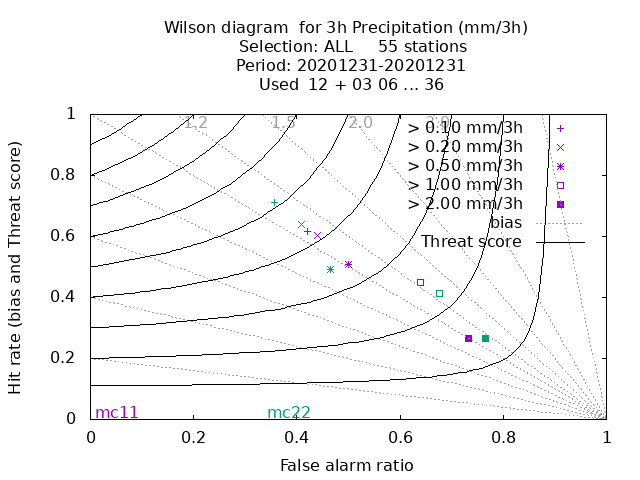 Wilson diagram  for 3h Precipitation (mm/3h)
Selection: ALL     55 stations
Period: 20201231-20201231
Used  12 + 03 06 ... 36
Hit rate (bias and Threat score)
1
0.8
0.6
0.4
0.2
0
1.2 1.5 2.0 3.0
> 0.10 mm/3h
> 0.20 mm/3h
> 0.50 mm/3h
> 1.00 mm/3h
> 2.00 mm/3h
bias
Threat score
mc11 mc22
0 0.2 0.4 0.6 0.8 1
False alarm ratio